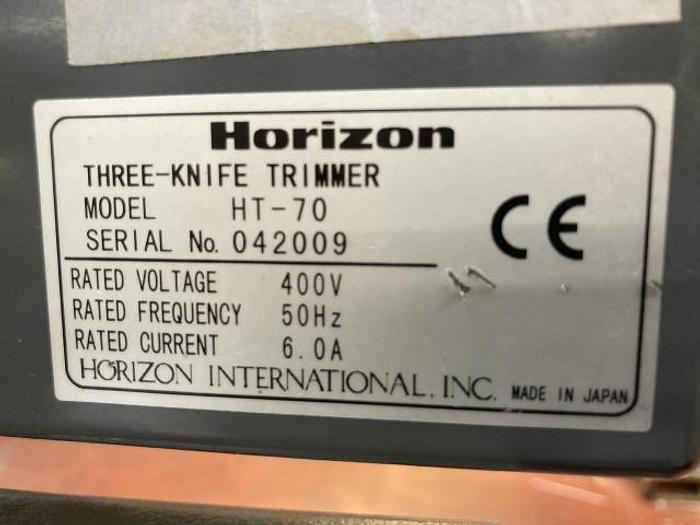 Horizon
THREE-KNIFE TRIMMER
MODEL HT-70
SERIAL No. 042009
CE
RATED VOLTAGE 400V
RATED FREQUENCY 50Hz
RATED CURRENT 6.0A
HORIZON INTERNATIONAL, INC. MADE IN JAPAN